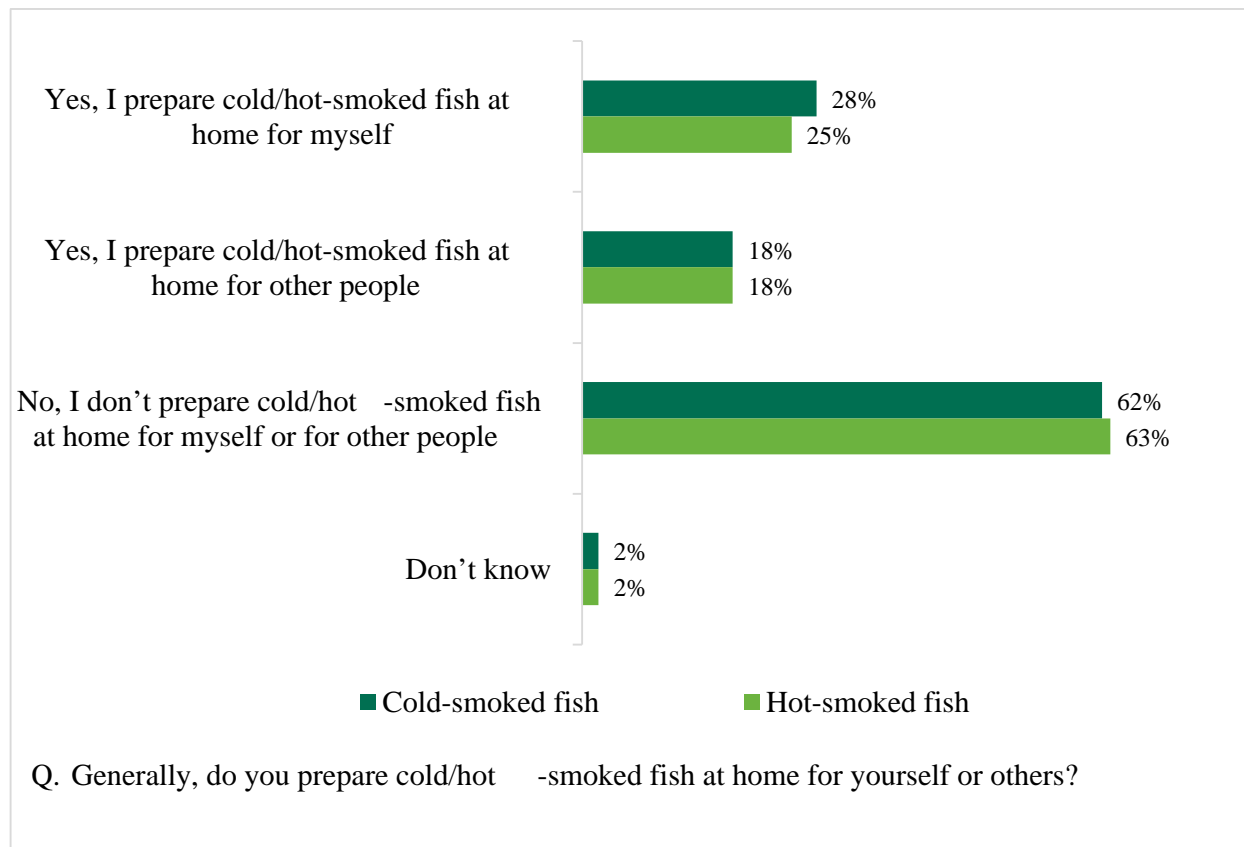 Yes, I prepare cold/hot-smoked fish at
home for myself
28%
25%
Yes, I prepare cold/hot-smoked fish at
home for other people
18%
18%
No, I don’t prepare cold/hot -smoked fish
at home for myself or for other people
62%
63%
Don’t know
2%
2%
Cold-smoked fish Hot-smoked fish
Q. Generally, do you prepare cold/hot -smoked fish at home for yourself or others?